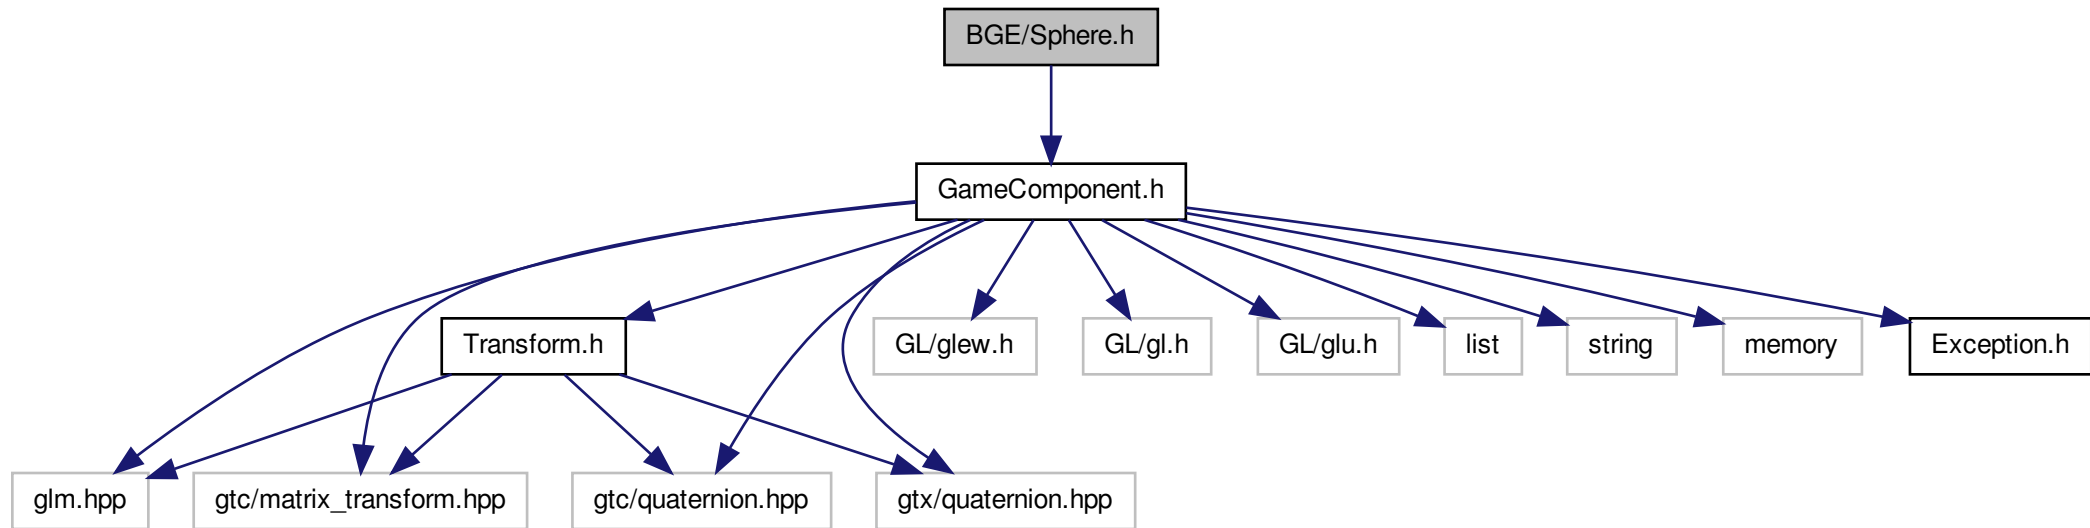 BGE/Sphere.h
GameComponent.h
Transform.h
GL/glew.h
GL/gl.h
GL/glu.h
list
string
memory
Exception.h
glm.hpp
gtc/matrix_transform.hpp
gtc/quaternion.hpp
gtx/quaternion.hpp